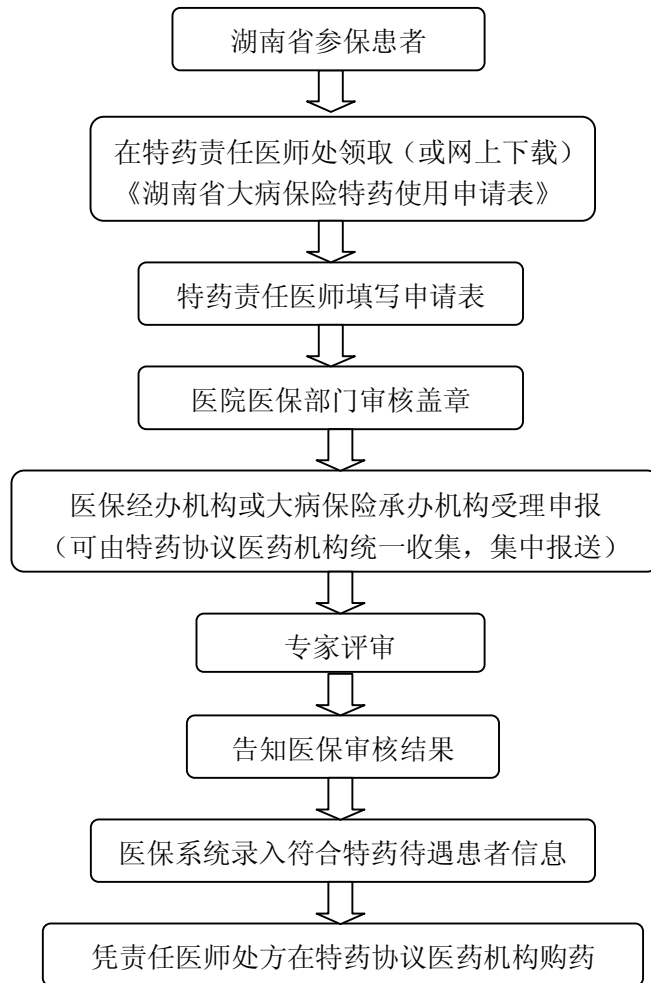 湖南省参保患者
在特药责任医师处领取（或网上下载）
《湖南省大病保险特药使用申请表》
特药责任医师填写申请表
医院医保部门审核盖章
医保经办机构或大病保险承办机构受理申报
（可由特药协议医药机构统一收集，集中报送）
专家评审
告知医保审核结果
医保系统录入符合特药待遇患者信息
凭责任医师处方在特药协议医药机构购药